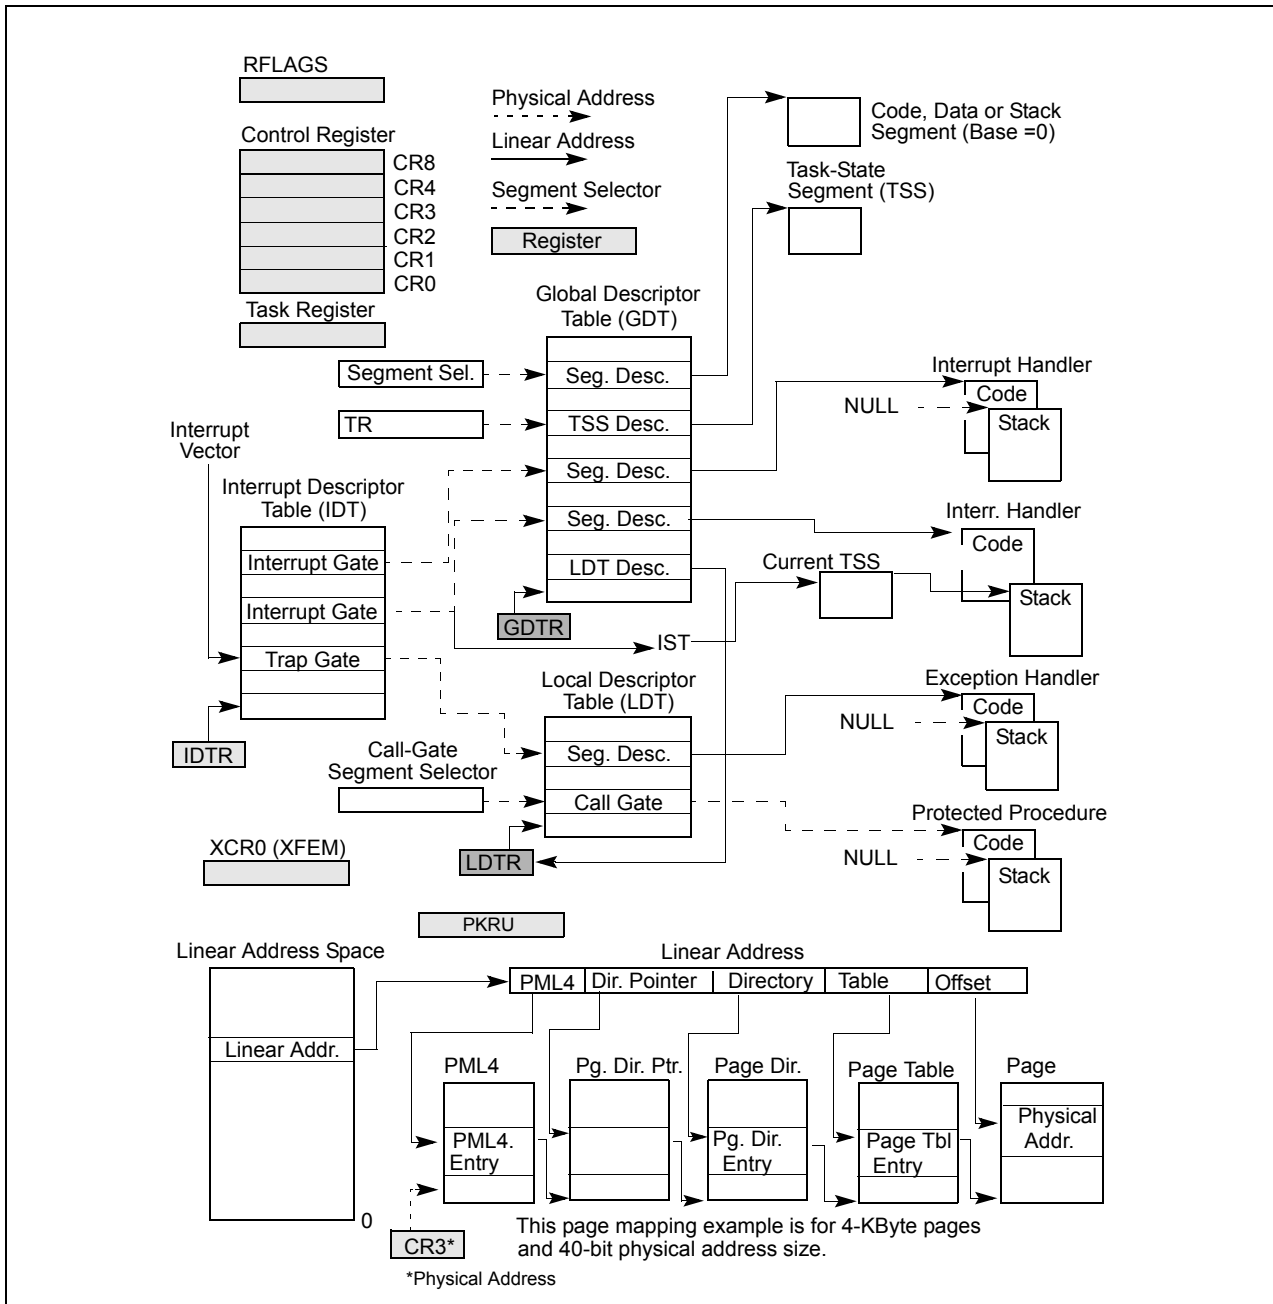 RFLAGS
Control Register
CR8
CR4
CR3
CR2
CR1
CR0
Task Register
Physical Address
Linear Address
Segment Selector
Register
Code, Data or Stack
Segment (Base =0)
Task-State
Segment (TSS)
Global Descriptor
Table (GDT)
Segment Sel.
Seg. Desc.
TR
TSS Desc.
Seg. Desc.
Seg. Desc.
LDT Desc.
GDTR
Interrupt Handler
Code
NULL
Stack
Interrupt
Vector
Interrupt Descriptor
Table (IDT)
Interrupt Gate
Interrupt Gate
Trap Gate
IDTR
Interr. Handler
Code
Current TSS
Stack
IST
Local Descriptor
Table (LDT)
Seg. Desc.
Call Gate
Call-Gate
Segment Selector
LDTR
Exception Handler
Code
NULL
Stack
Protected Procedure
Code
NULL
Stack
XCR0 (XFEM)
PKRU
Linear Address Space
Linear Addr.
0
Linear Address
PML4 Dir. Pointer Directory Table Offset
PML4
Pg. Dir. Ptr.
Page Dir.
Page Table
Page
PML4.
Entry
Pg. Dir.
Entry
Page Tbl
Entry
Physical
Addr.
CR3*
This page mapping example is for 4-KByte pages
and 40-bit physical address size.
*Physical Address